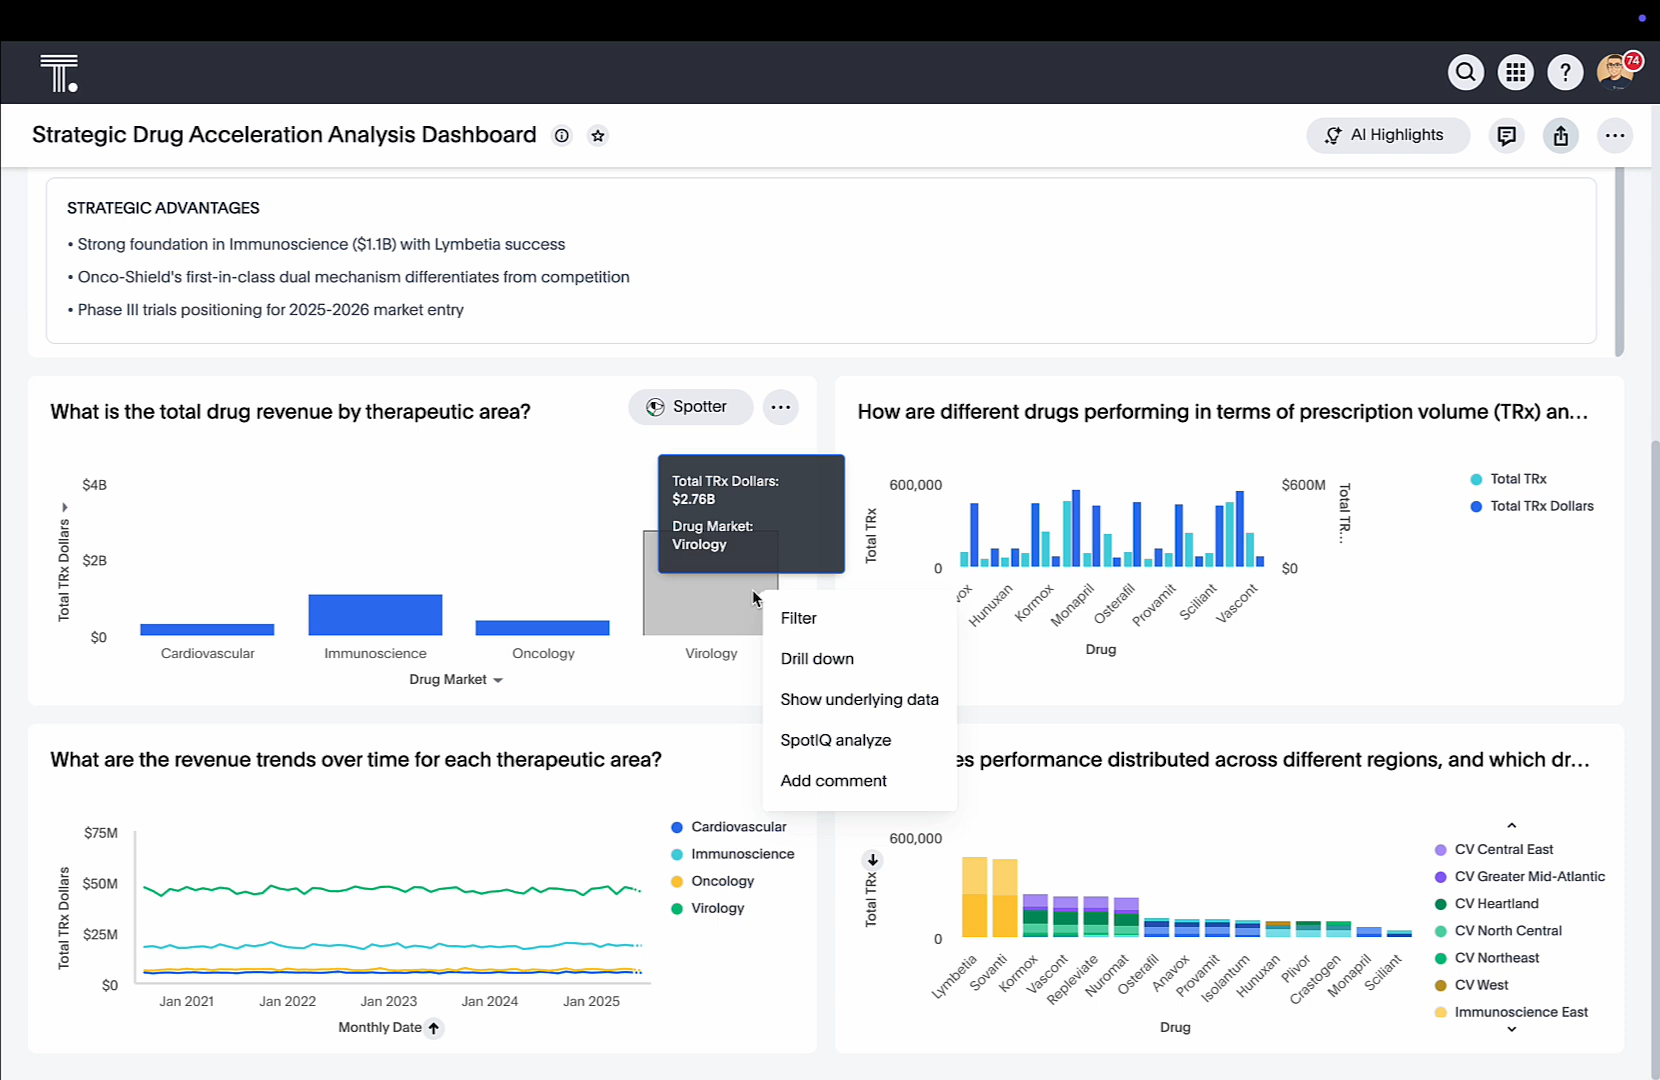 74
Strategic Drug Acceleration Analysis Dashboard
AI Highlights
STRATEGIC ADVANTAGES
• Strong foundation in Immunoscience ($1.1B) with Lymbetia success
• Onco-Shield's first-in-class dual mechanism differentiates from competition
• Phase III trials positioning for 2025-2026 market entry
What is the total drug revenue by therapeutic area?
Spotter
Total TRx Dollars:
$2.76B
Drug Market:
Virology
$4B
$2B
$0
Total TRx Dollars
Cardiovascular
Immunoscience
Oncology
Virology
Drug Market
Filter
Drill down
Show underlying data
SpotIQ analyze
Add comment
How are different drugs performing in terms of prescription volume (TRx) an...
600,000
0
Total TRx
$600M
$0
Total TR...
Total TRx
Total TRx Dollars
vox
Hunuxan
Kormox
Monapril
Osterafil
Provamit
Sciliant
Vascont
Drug
What are the revenue trends over time for each therapeutic area?
$75M
$50M
$25M
$0
Total TRx Dollars
Cardiovascular
Immunoscience
Oncology
Virology
Jan 2021
Jan 2022
Jan 2023
Jan 2024
Jan 2025
Monthly Date
es performance distributed across different regions, and which dr...
600,000
0
Total TRx
CV Central East
CV Greater Mid-Atlantic
CV Heartland
CV North Central
CV Northeast
CV West
Immunoscience East
Lymbetia
Sovanti
Kormox
Vascont
Repleviate
Nuromat
Osterafil
Anavox
Provamit
Isolantum
Hunuxan
Plivor
Crastogen
Monapril
Sciliant
Drug